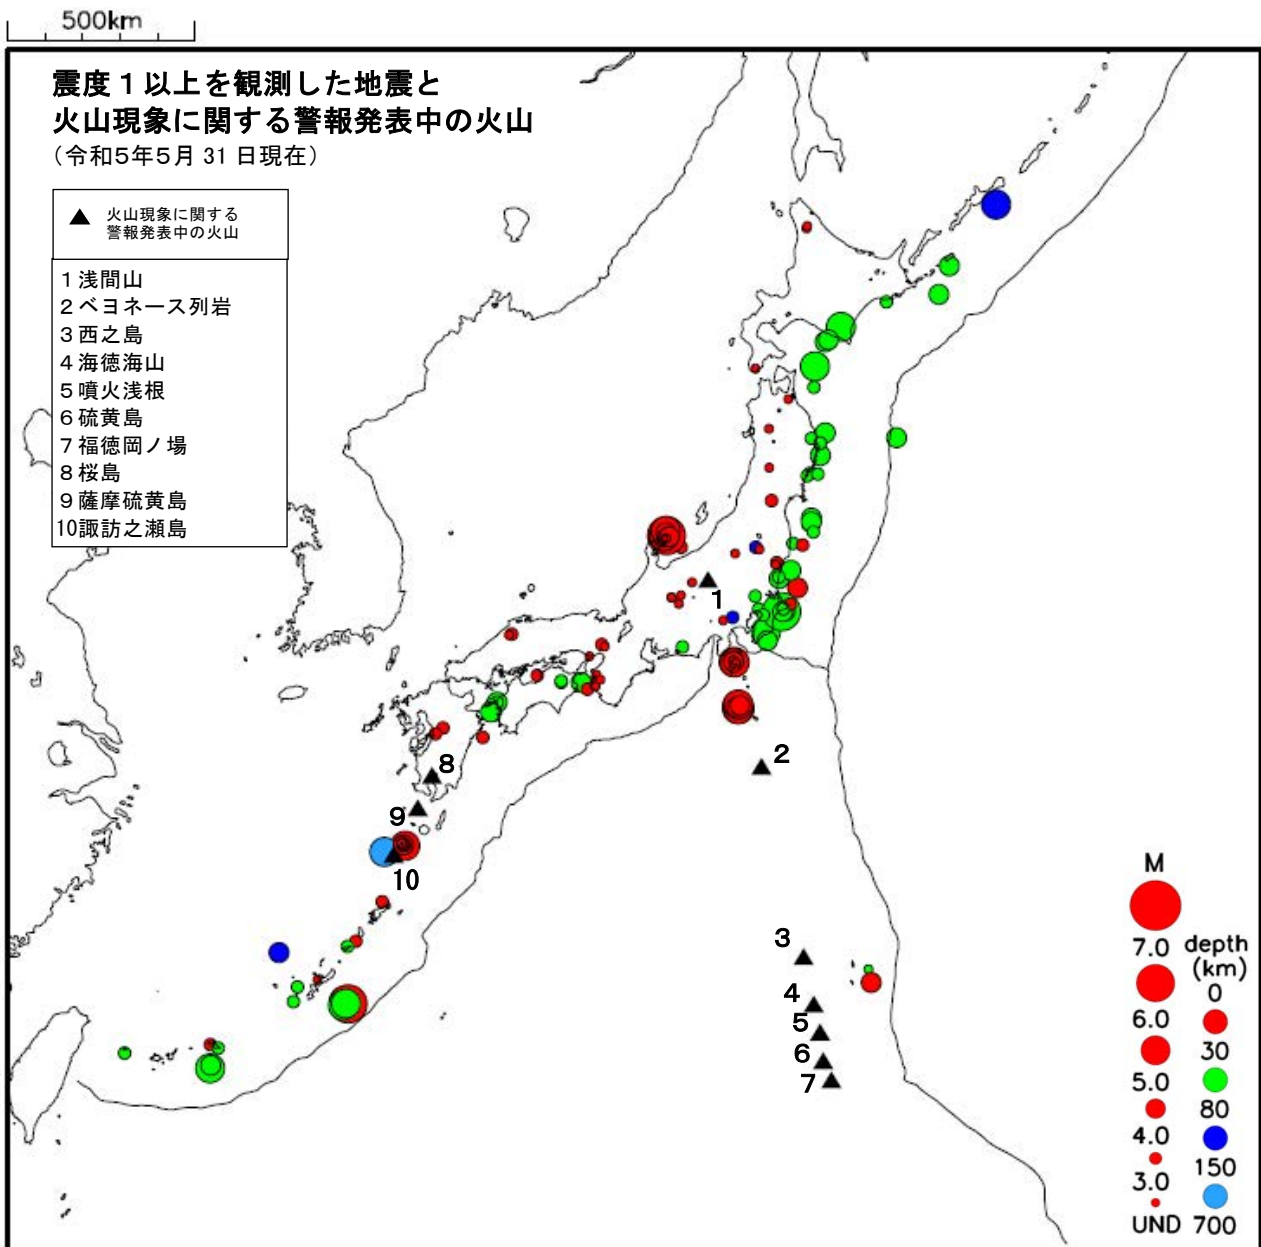 500km
震度１以上を観測した地震と
火山現象に関する警報発表中の火山
（令和5年5月 31 日現在）
▲ 火山現象に関する
警報発表中の火山
1 浅間山
2 ベヨネース列岩
3 西之島
4 海徳海山
5 噴火浅根
6 硫黄島
7 福徳岡ノ場
8 桜島
9 薩摩硫黄島
10 諏訪之瀬島
1
2
8
9
10
3
4
5
6
7
M
7.0
6.0
5.0
4.0
3.0
UND
depth
(km)
0
30
80
150
700